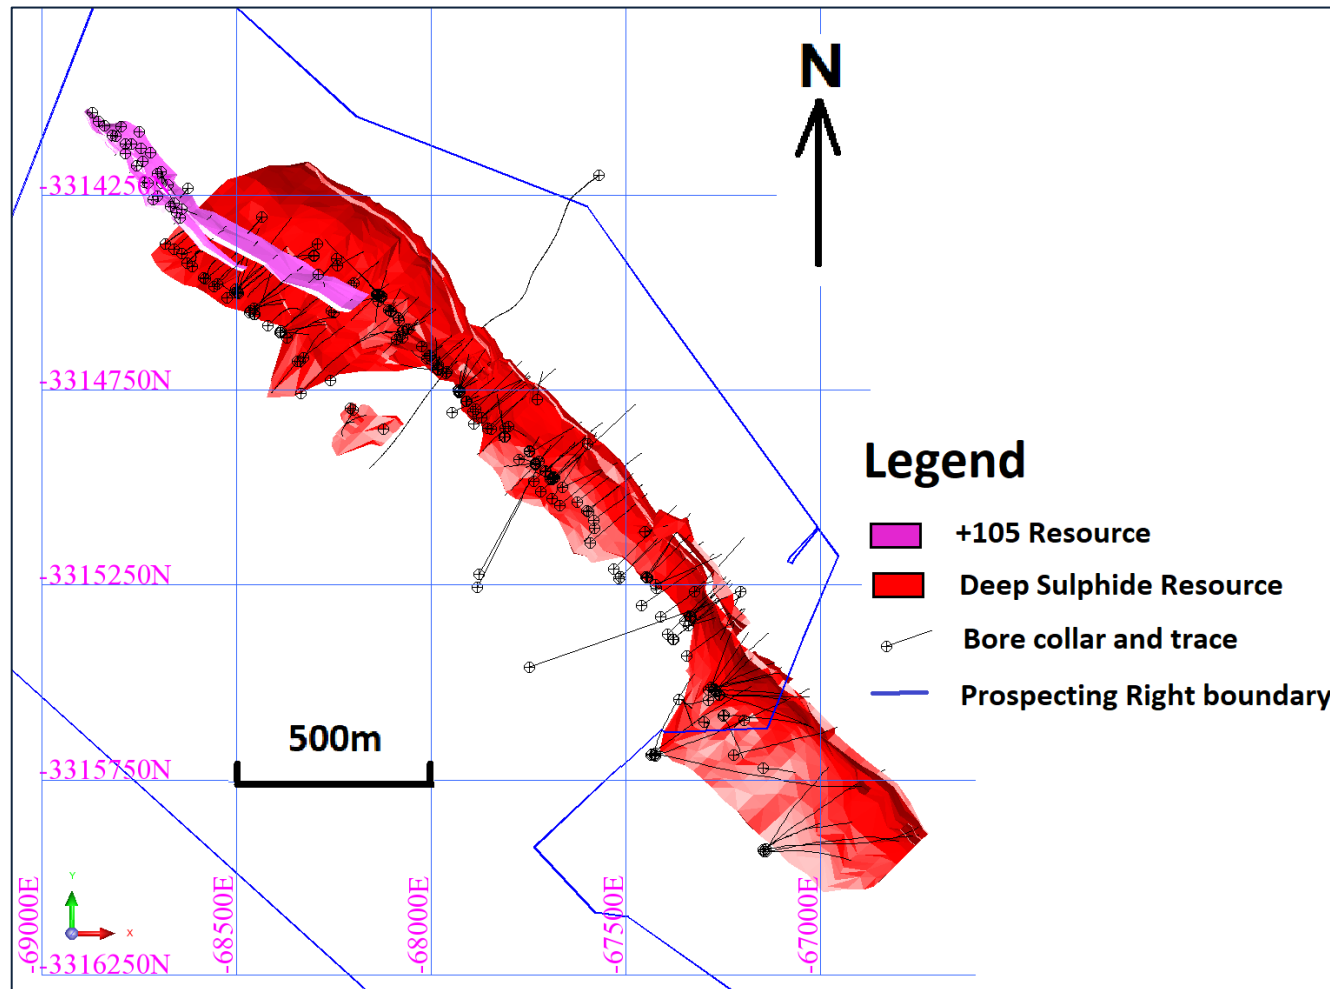 N
-3314250N
-3314750N
Legend
+105 Resource
-3315250N
Deep Sulphide Resource
Bore collar and trace
Prospecting Right boundary
500m
-3315750N
-69000E
-68500E
-68000E
-67500E
-67000E
Y
X
-3316250N